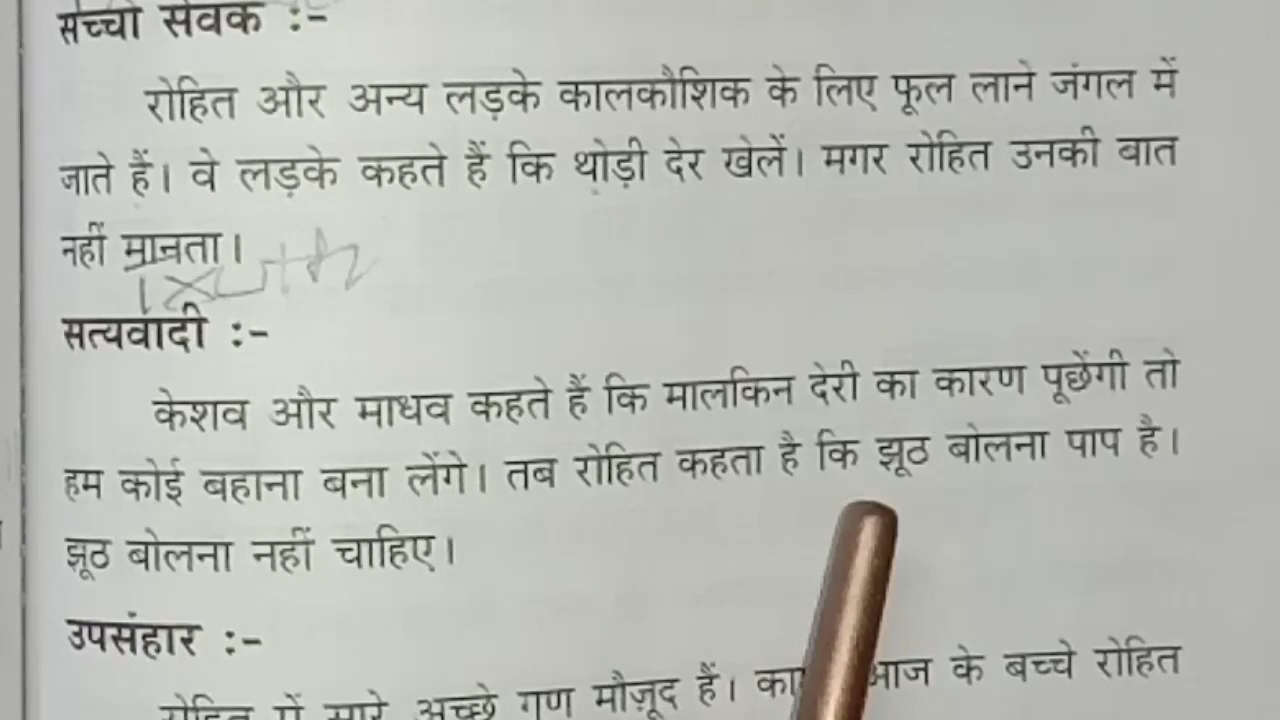 सच्चा सेवक :-
रोहित और अन्य लड़के कालकौशिक के लिए फूल लाने जंगल में
जाते हैं। वे लड़के कहते हैं कि थोड़ी देर खेलें। मगर रोहित उनकी बात
नहीं मानता।
सत्यवादी :-
केशव और माधव कहते हैं कि मालकिन देरी का कारण पूछेंगी तो
हम कोई बहाना बना लेंगे। तब रोहित कहता है कि झूठ बोलना पाप है।
झूठ बोलना नहीं चाहिए।
उपसंहार :-
रोहित में सारे अच्छे गुण मौज़ूद हैं। आज के बच्चे रोहित